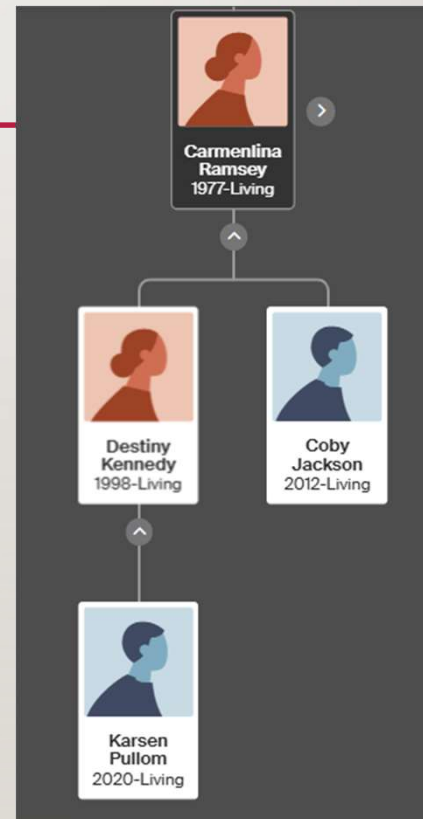 Carmenlina
Ramsey
1977-Living
Destiny
Kennedy
1998-Living
Coby
Jackson
2012-Living
Karsen
Pullom
2020-Living